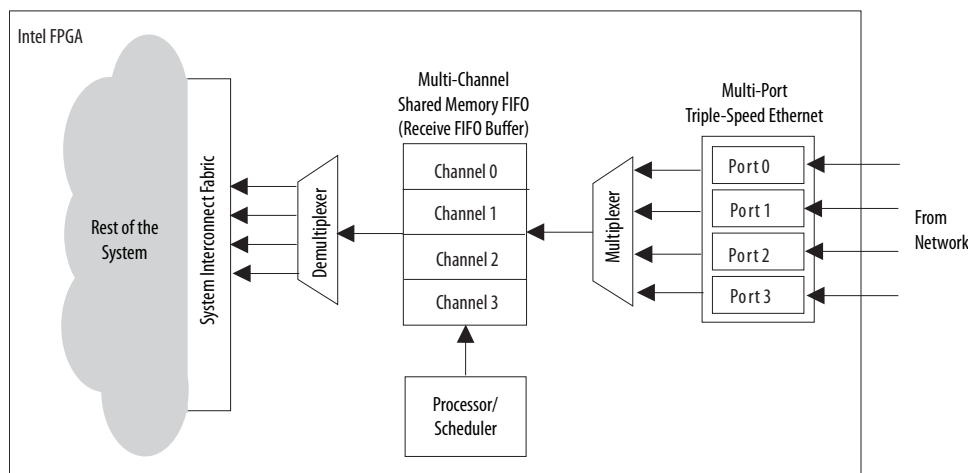 Intel FPGA
Rest of the
System
System Interconnect Fabric
Demultiplexer
Multi-Channel
Shared Memory FIFO
(Receive FIFO Buffer)
Channel 0
Channel 1
Channel 2
Channel 3
Processor/
Scheduler
Multiplexer
Multi-Port
Triple-Speed Ethernet
Port 0
Port 1
Port 2
Port 3
From
Network